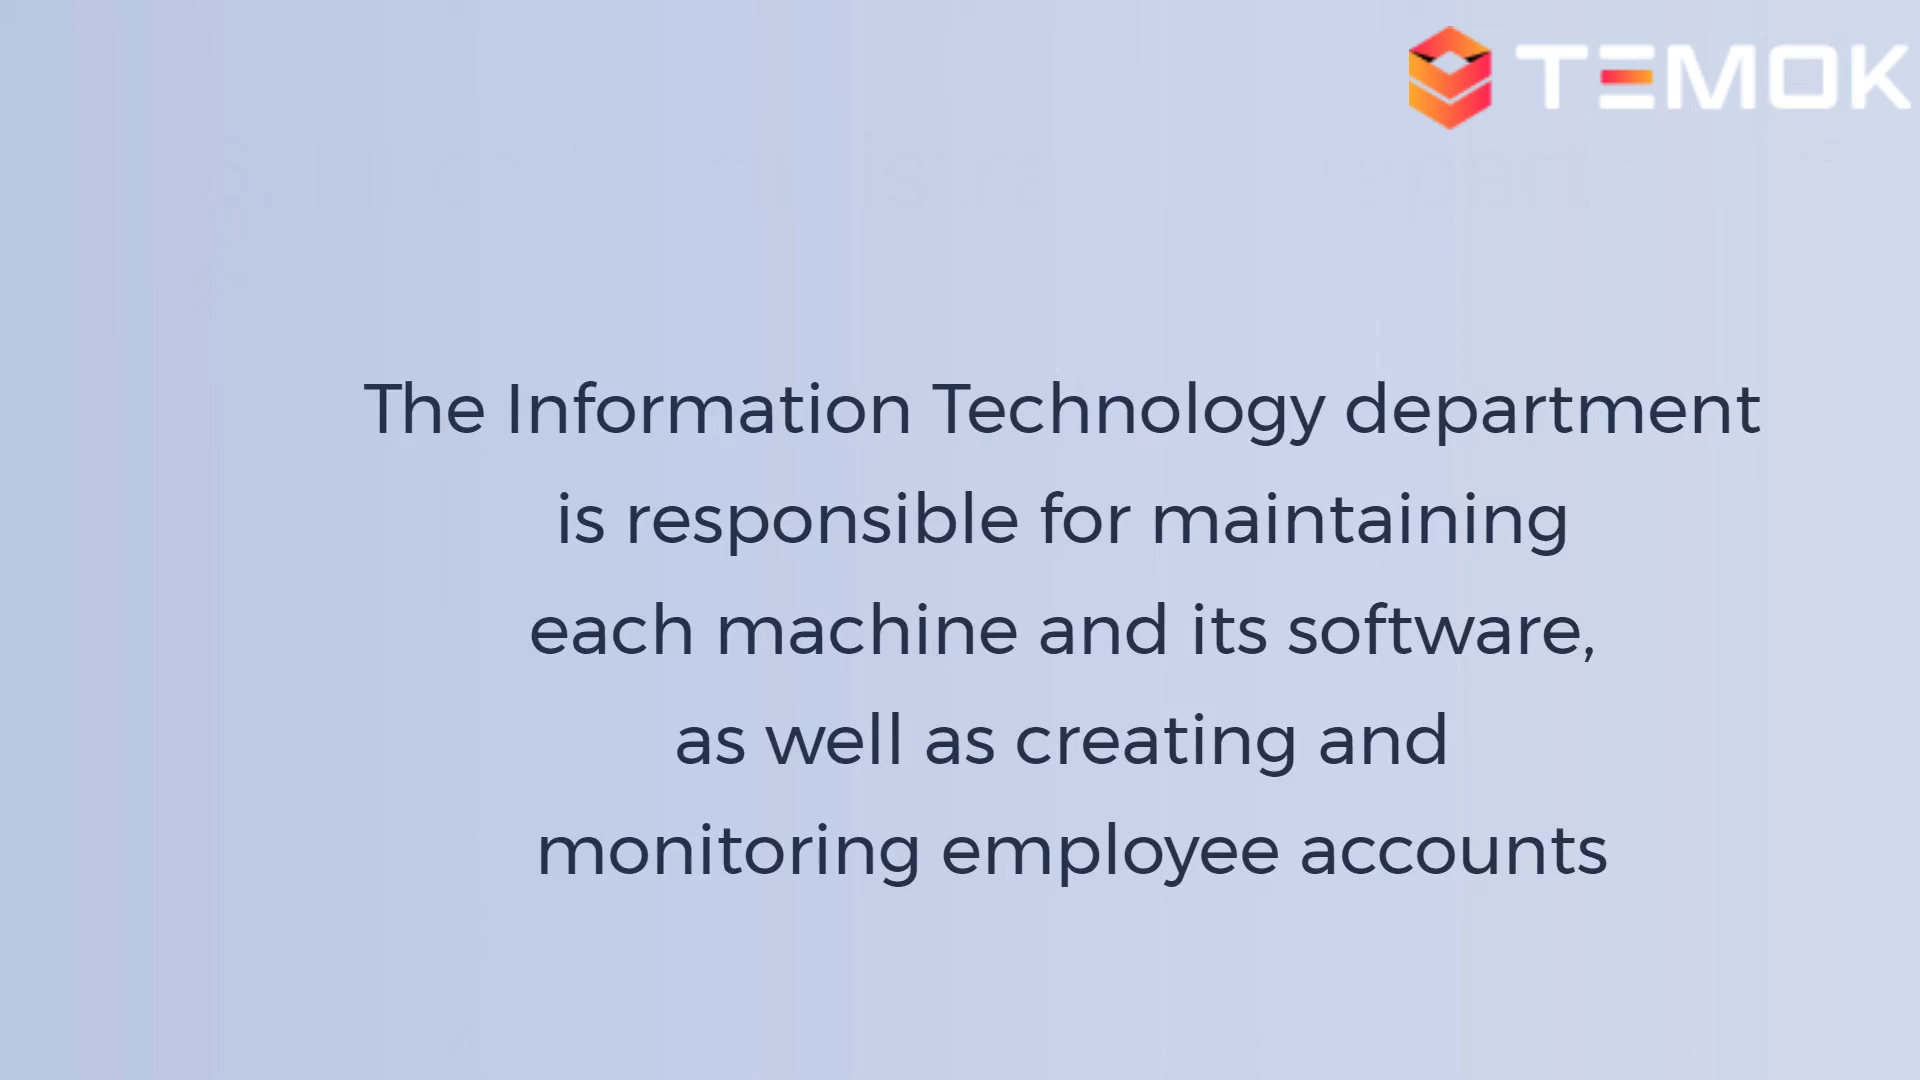 TEMOK
The Information Technology department
is responsible for maintaining
each machine and its software,
as well as creating and
monitoring employee accounts